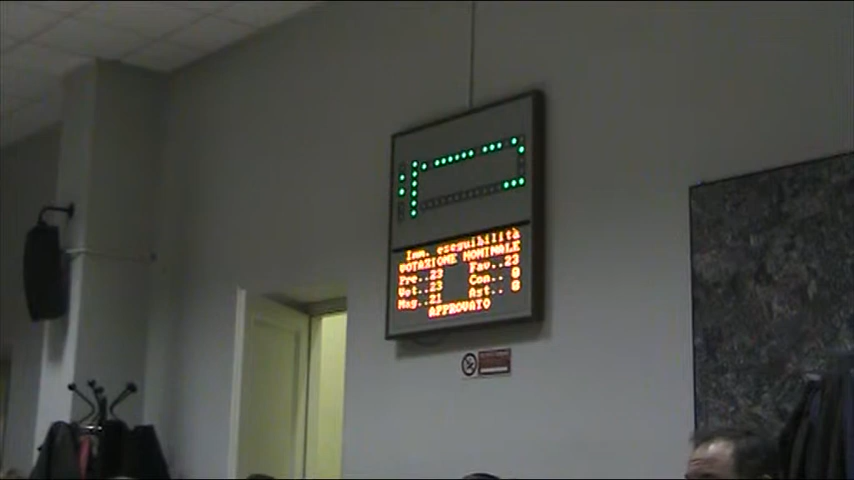 Imm. eseguibilità
VOTAZIONE NOMINALE
Pre..23 Fav..23
Vot..23 Con.. 0
Mag..21 Ast.. 0
APPROVATO